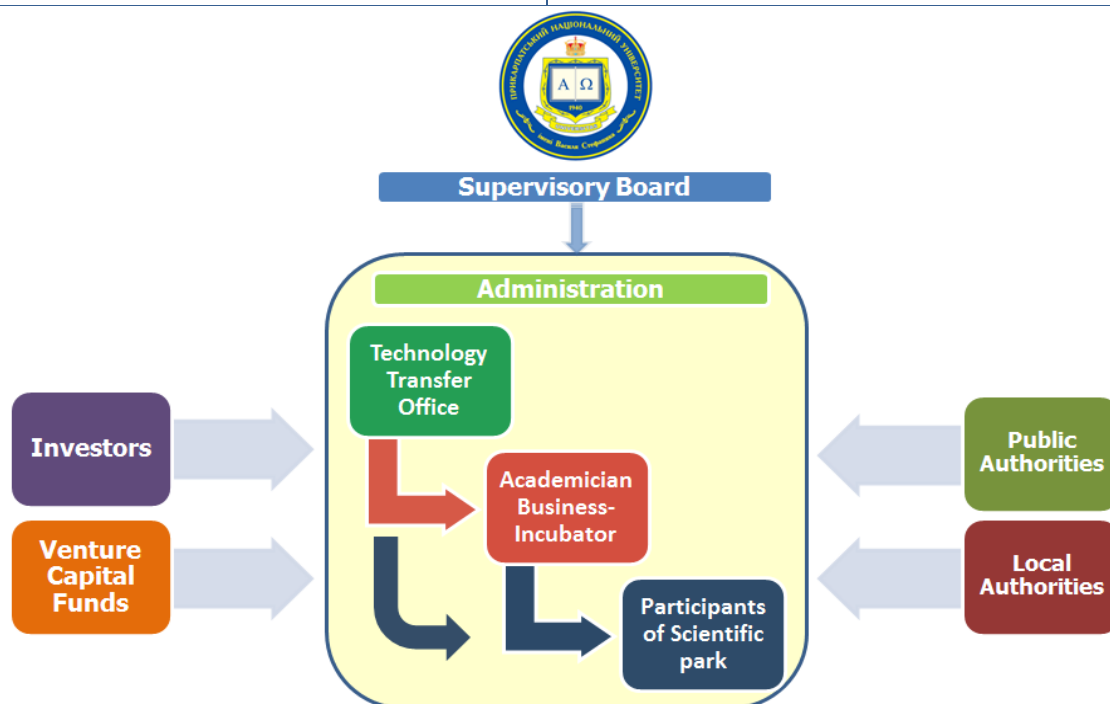 ПРИКАРПАТСЬКИЙ НАЦІОНАЛЬНИЙ УНІВЕРСИТЕТ
Α Ω
1940
імені Василя Стефаника
Supervisory Board
Administration
Technology
Transfer
Office
Investors
Public
Authorities
Academician
Business-
Incubator
Venture
Capital
Funds
Local
Authorities
Participants
of Scientific
park